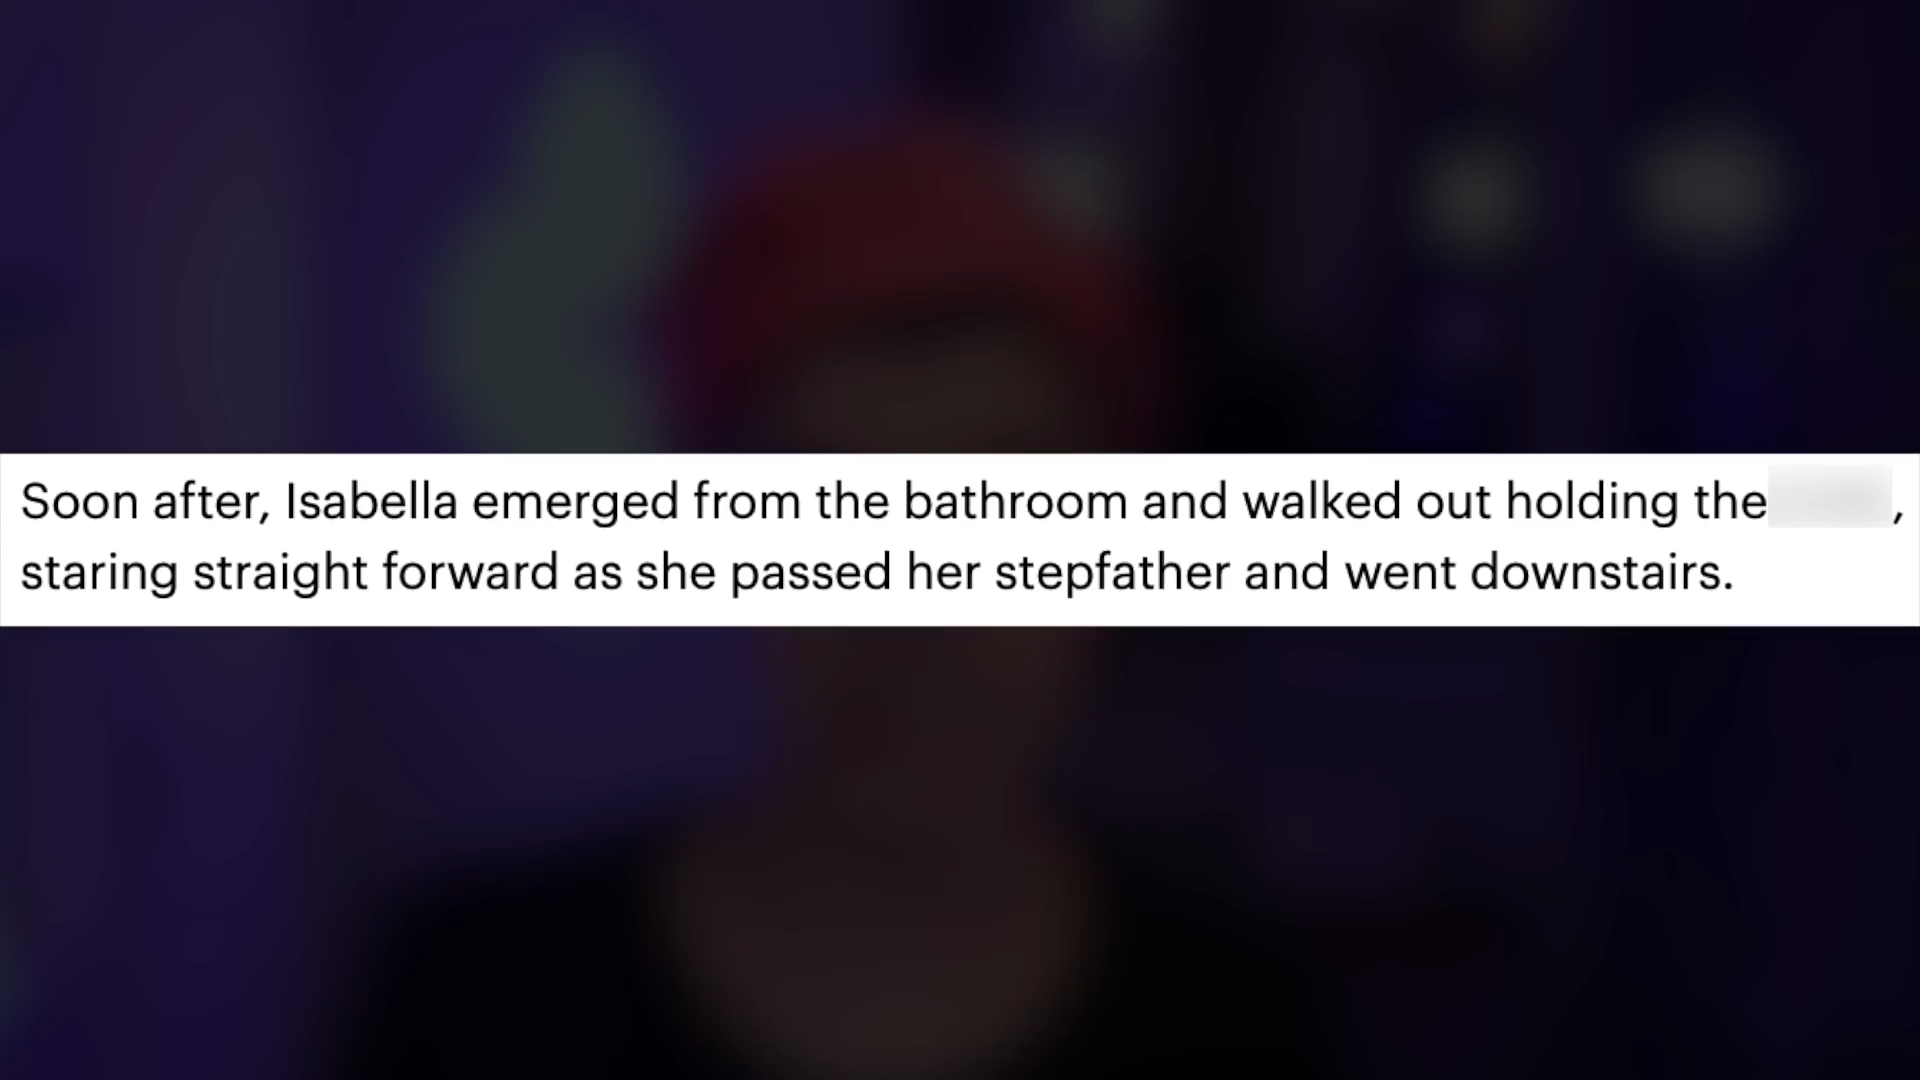 Soon after, Isabella emerged from the bathroom and walked out holding the ,
staring straight forward as she passed her stepfather and went downstairs.